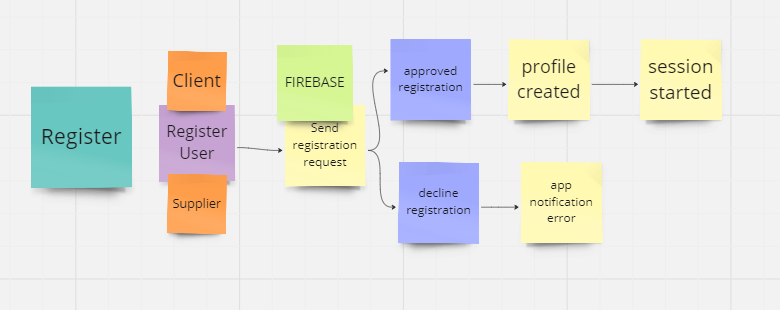 Register
Client
Register
User
Supplier
FIREBASE
Send
registration
request
approved
registration
profile
created
session
started
decline
registration
app
notification
error